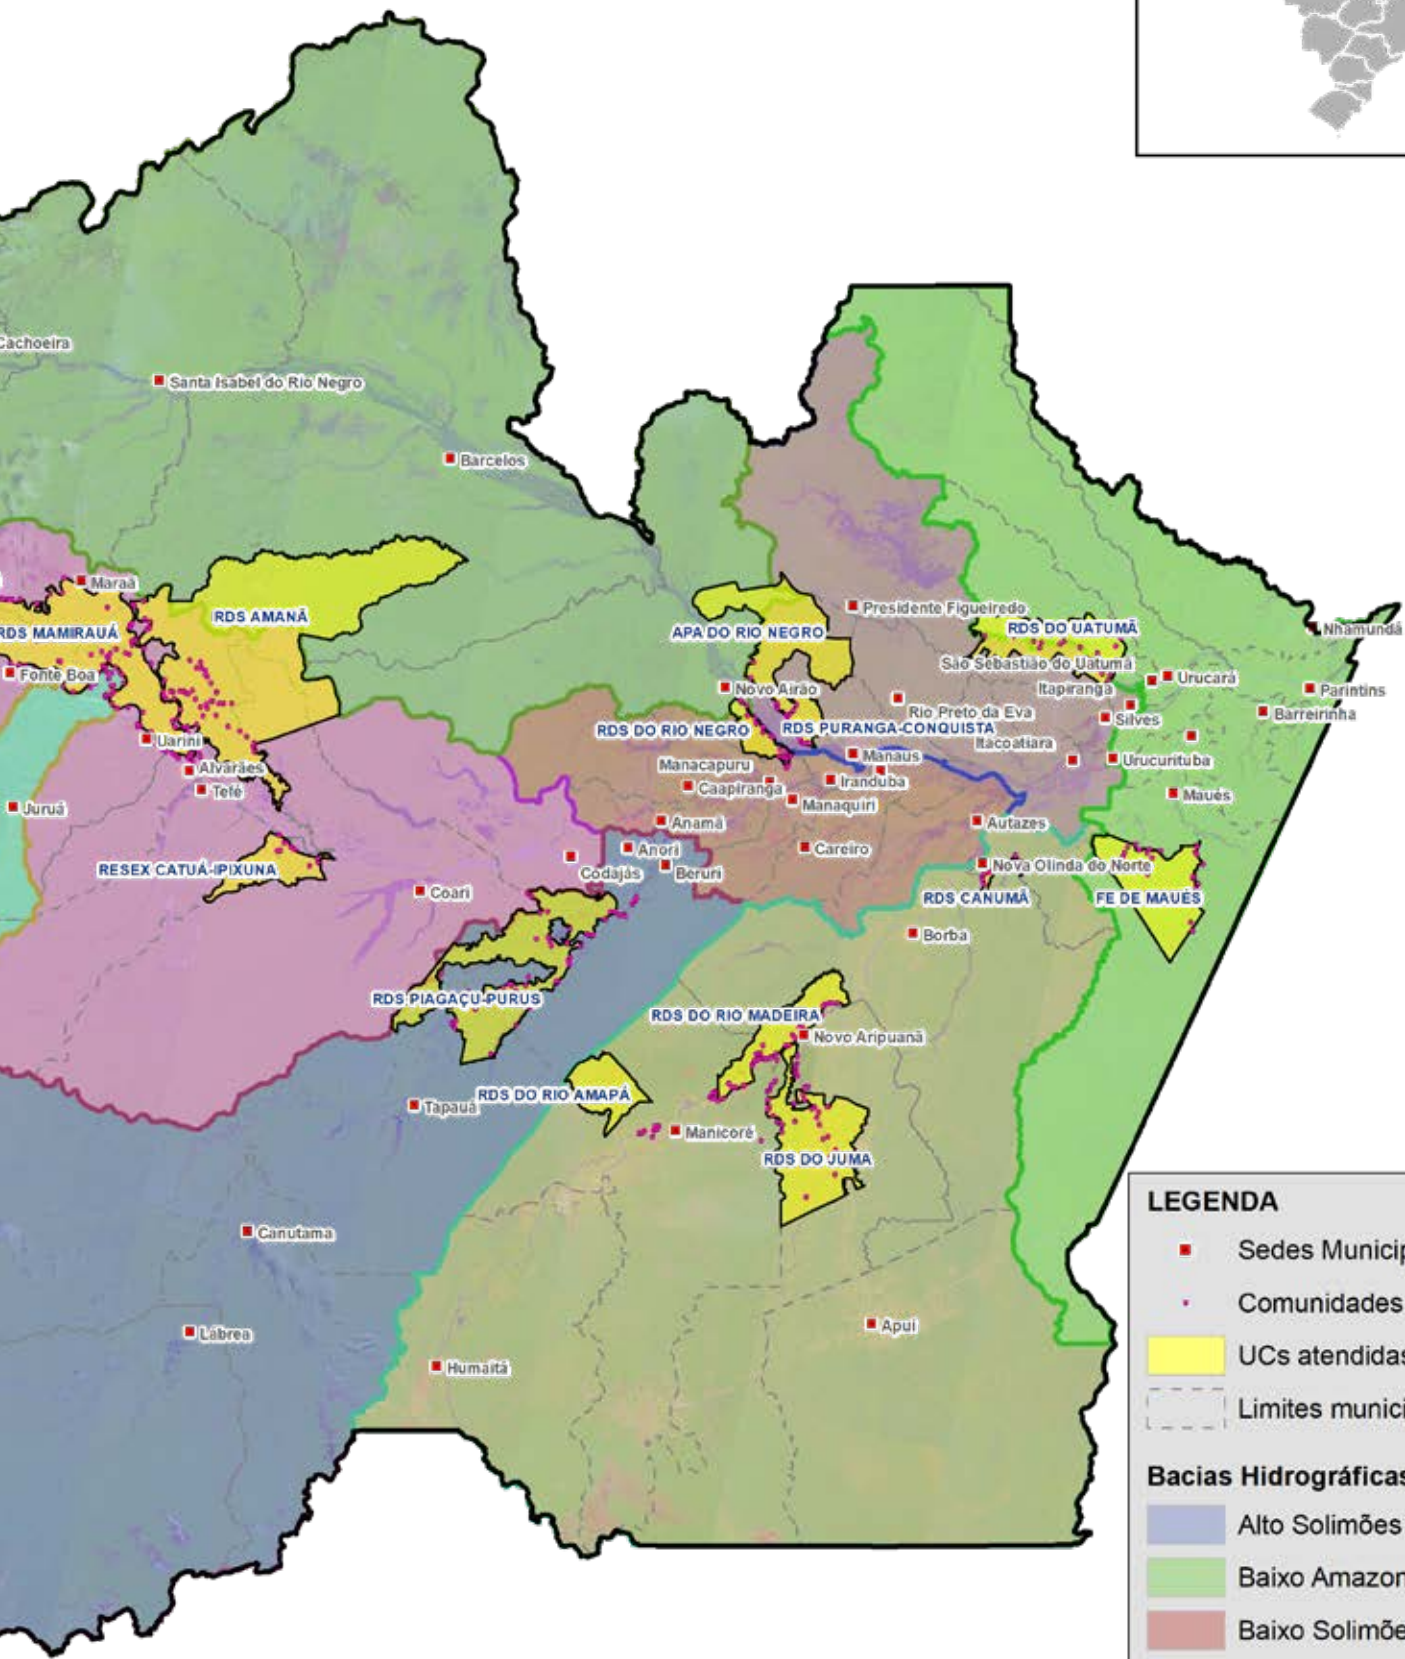 Cachoeira
Santa Isabel do Rio Negro
Barcelos
Maraã
RDS AMANÃ
Presidente Figueiredo
RDS MAMIRAUÁ
APA DO RIO NEGRO
RDS DO UATUMÃ
Nhamundá
São Sebastião do Uatumã
Fonte Boa
Urucará
Novo Airão
Itapiranga
Parintins
Rio Preto da Eva
Barreirinha
Silves
RDS DO RIO NEGRO
RDS PURANGA-CONQUISTA
Uarini
Itacoatiara
Manaus
Urucurituba
Manacapuru
Alvarães
Iranduba
Tefé
Caapiranga
Maués
Manaquiri
Juruá
Anamã
Autazes
Anori
Careiro
Nova Olinda do Norte
RESEX CATUÁ-IPIXUNA
Codajás
Beruri
Coari
RDS CANUMÃ
FE DE MAUÉS
Borba
RDS PIAGAÇU-PURUS
RDS DO RIO MADEIRA
Novo Aripuanã
RDS DO RIO AMAPÁ
Tapauá
Manicoré
RDS DO JUMA
Canutama
Lábrea
Apuí
Humaitá
LEGENDA
Sedes Municip
Comunidades
UCs atendidas
Limites munici
Bacias Hidrográficas
Alto Solimões
Baixo Amazon
Baixo Solimõe